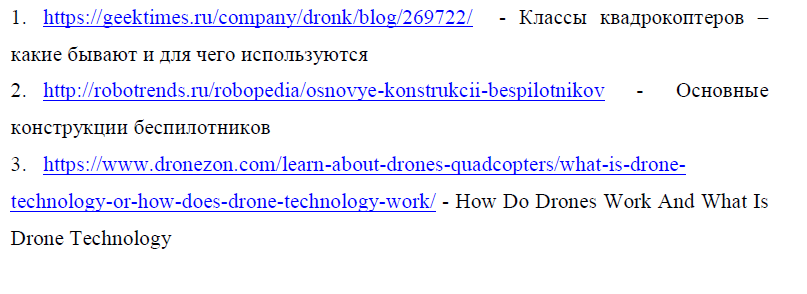 1. https://geektimes.ru/company/dronk/blog/269722/ - Классы квадрокоптеров –
какие бывают и для чего используются
2. http://robotrends.ru/robopedia/osnovye-konstrukcii-bespilotnikov - Основные
конструкции беспилотников
3. https://www.dronezon.com/learn-about-drones-quadcopters/what-is-drone-
technology-or-how-does-drone-technology-work/ - How Do Drones Work And What Is
Drone Technology